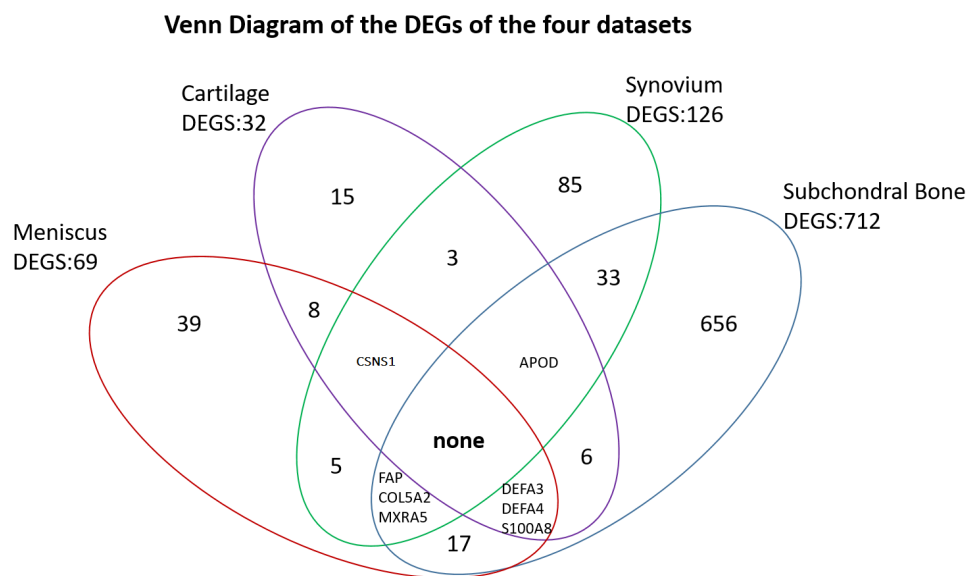 Venn Diagram of the DEGs of the four datasets
Cartilage
DEGS:32
Synovium
DEGS:126
Subchondral Bone
DEGS:712
Meniscus
DEGS:69
15
85
3
33
8
39
656
CSNS1
APOD
none
5
6
FAP
COL5A2
MXRA5
DEFA3
DEFA4
S100A8
17